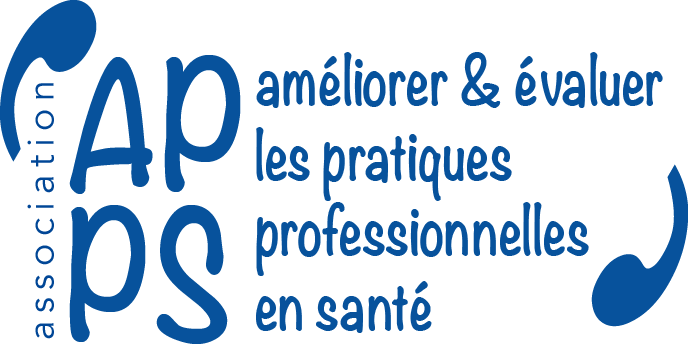 association
AP
PS
améliorer & évaluer
les pratiques
professionnelles
en santé